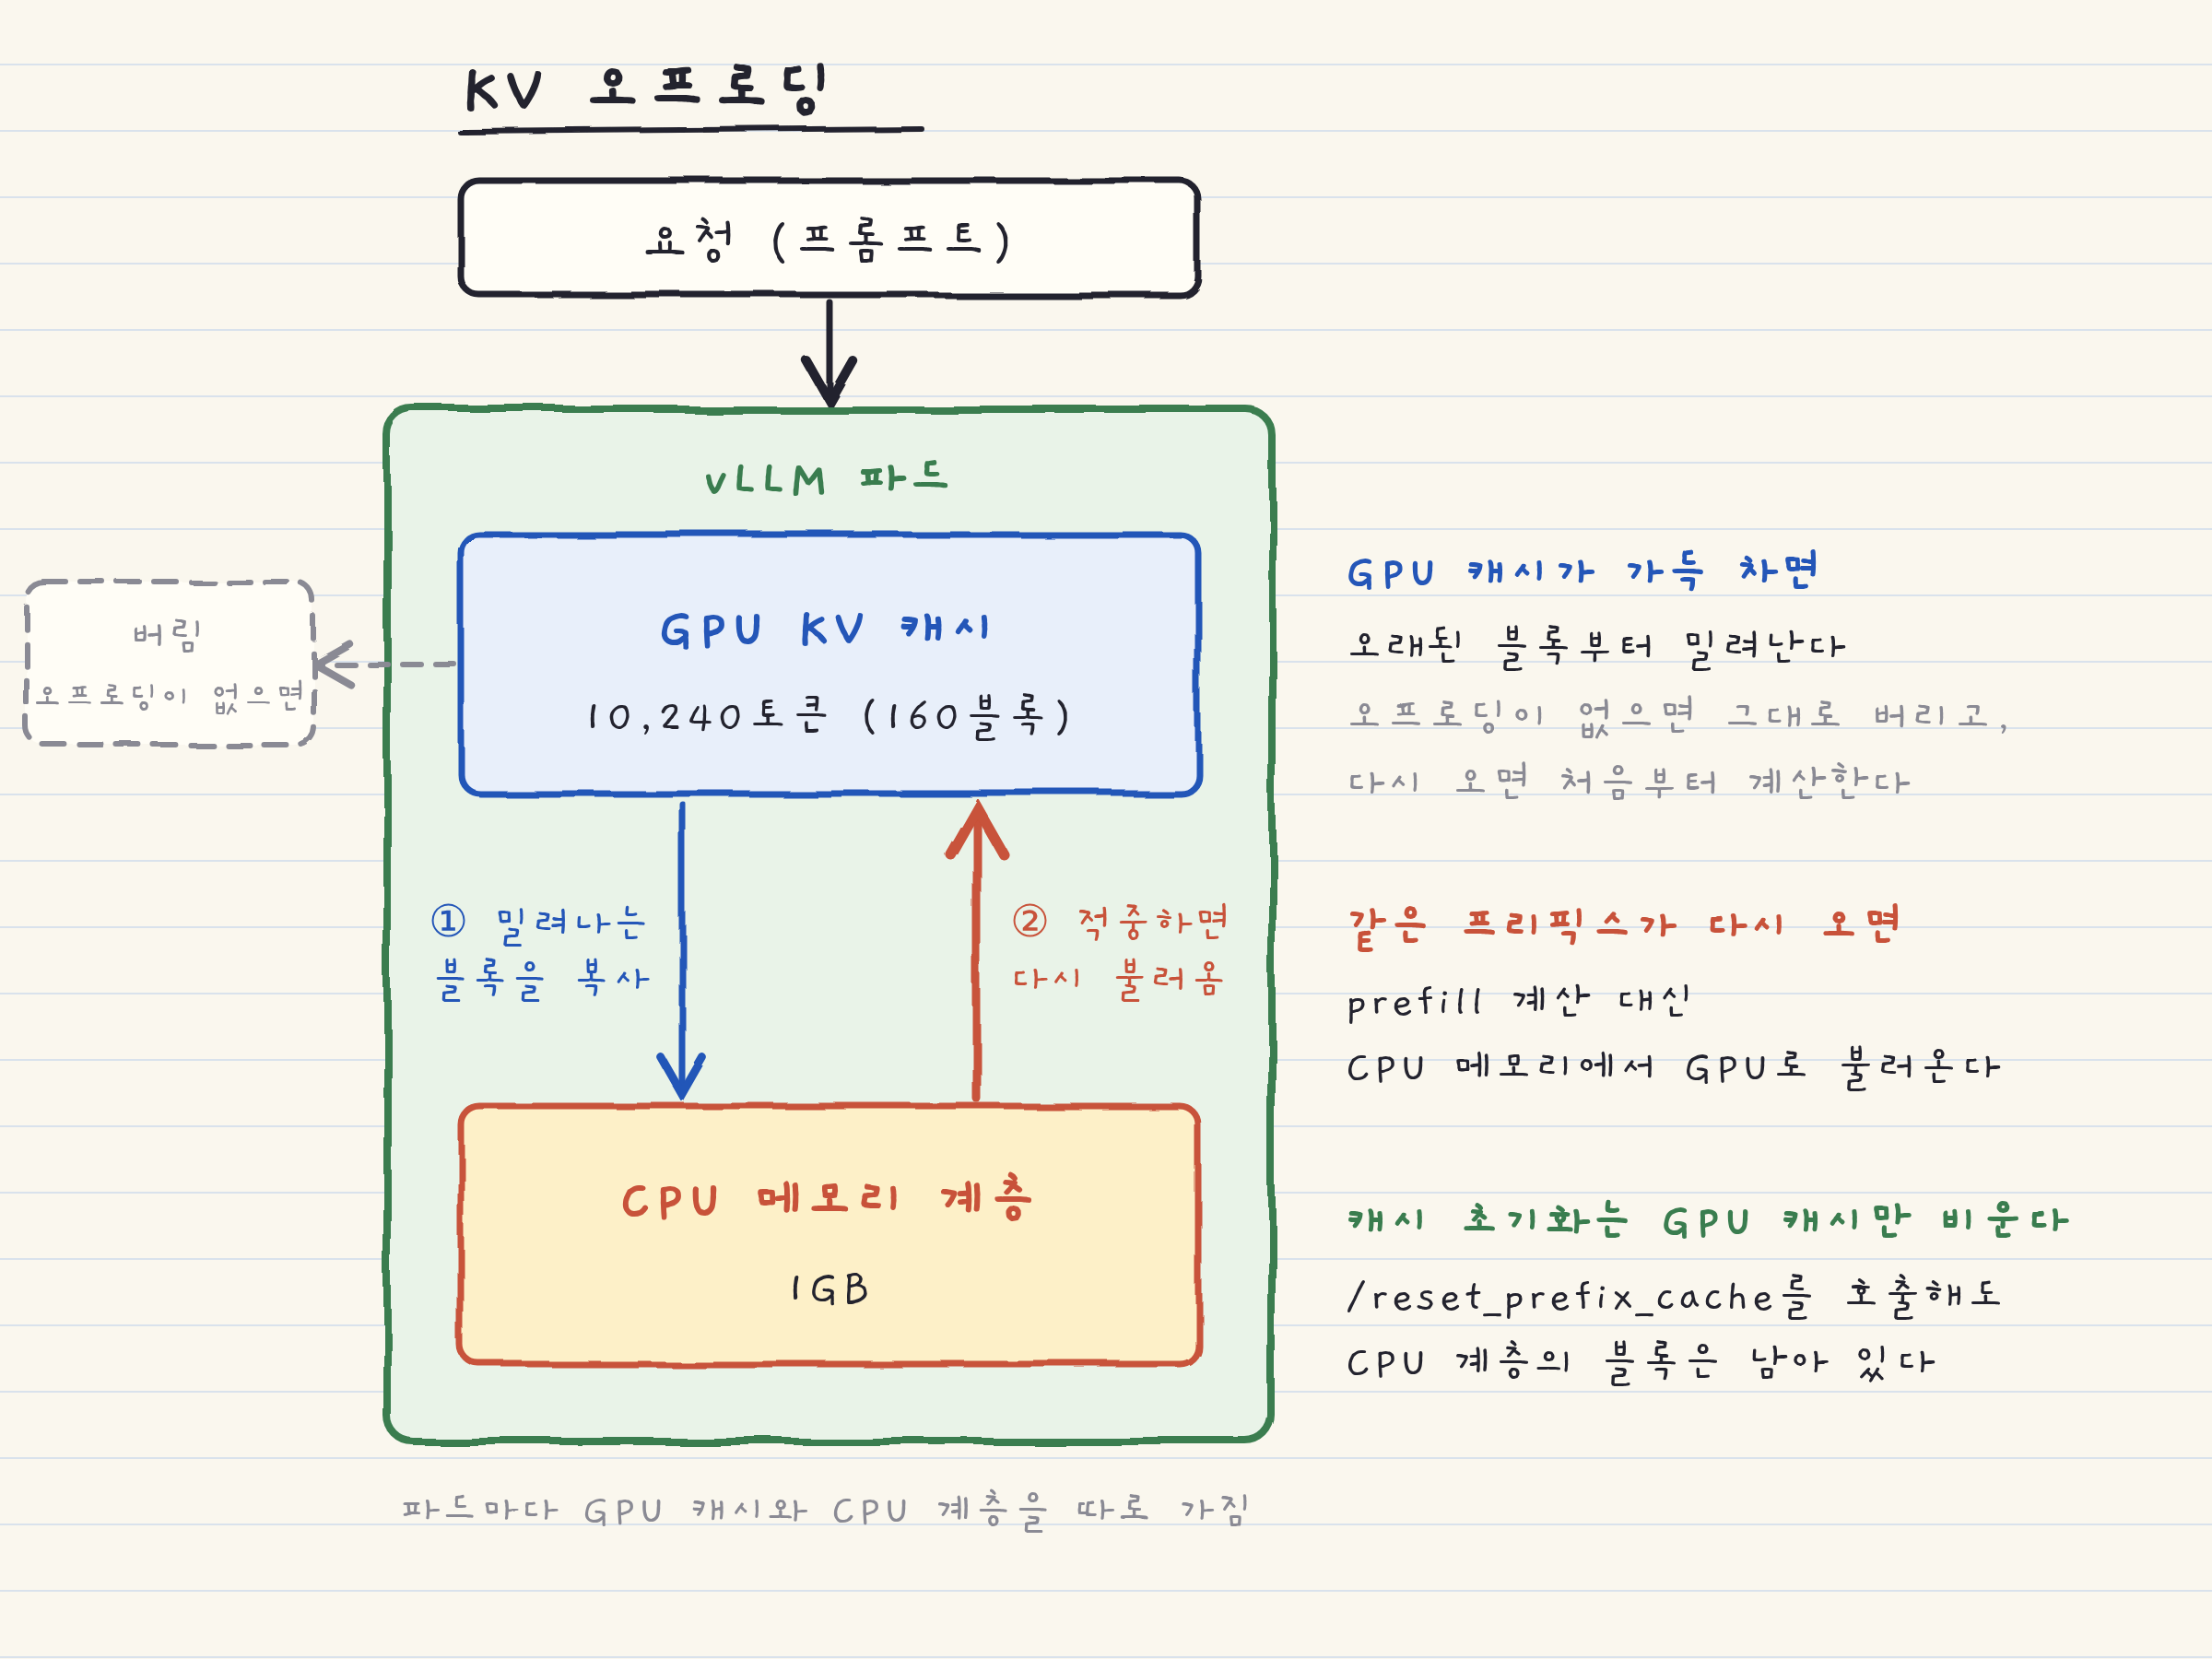 KV 오프로딩
요청 (프롬프트)
vLLM 파드
GPU KV 캐시
10,240토큰 (160블록)
버림
오프로딩이 없으면
① 밀려나는
블록을 복사
② 적중하면
다시 불러옴
CPU 메모리 계층
1GB
파드마다 GPU 캐시와 CPU 계층을 따로 가짐
GPU 캐시가 가득 차면
오래된 블록부터 밀려난다
오프로딩이 없으면 그대로 버리고,
다시 오면 처음부터 계산한다
같은 프리픽스가 다시 오면
prefill 계산 대신
CPU 메모리에서 GPU로 불러온다
캐시 초기화는 GPU 캐시만 비운다
/reset_prefix_cache를 호출해도
CPU 계층의 블록은 남아 있다